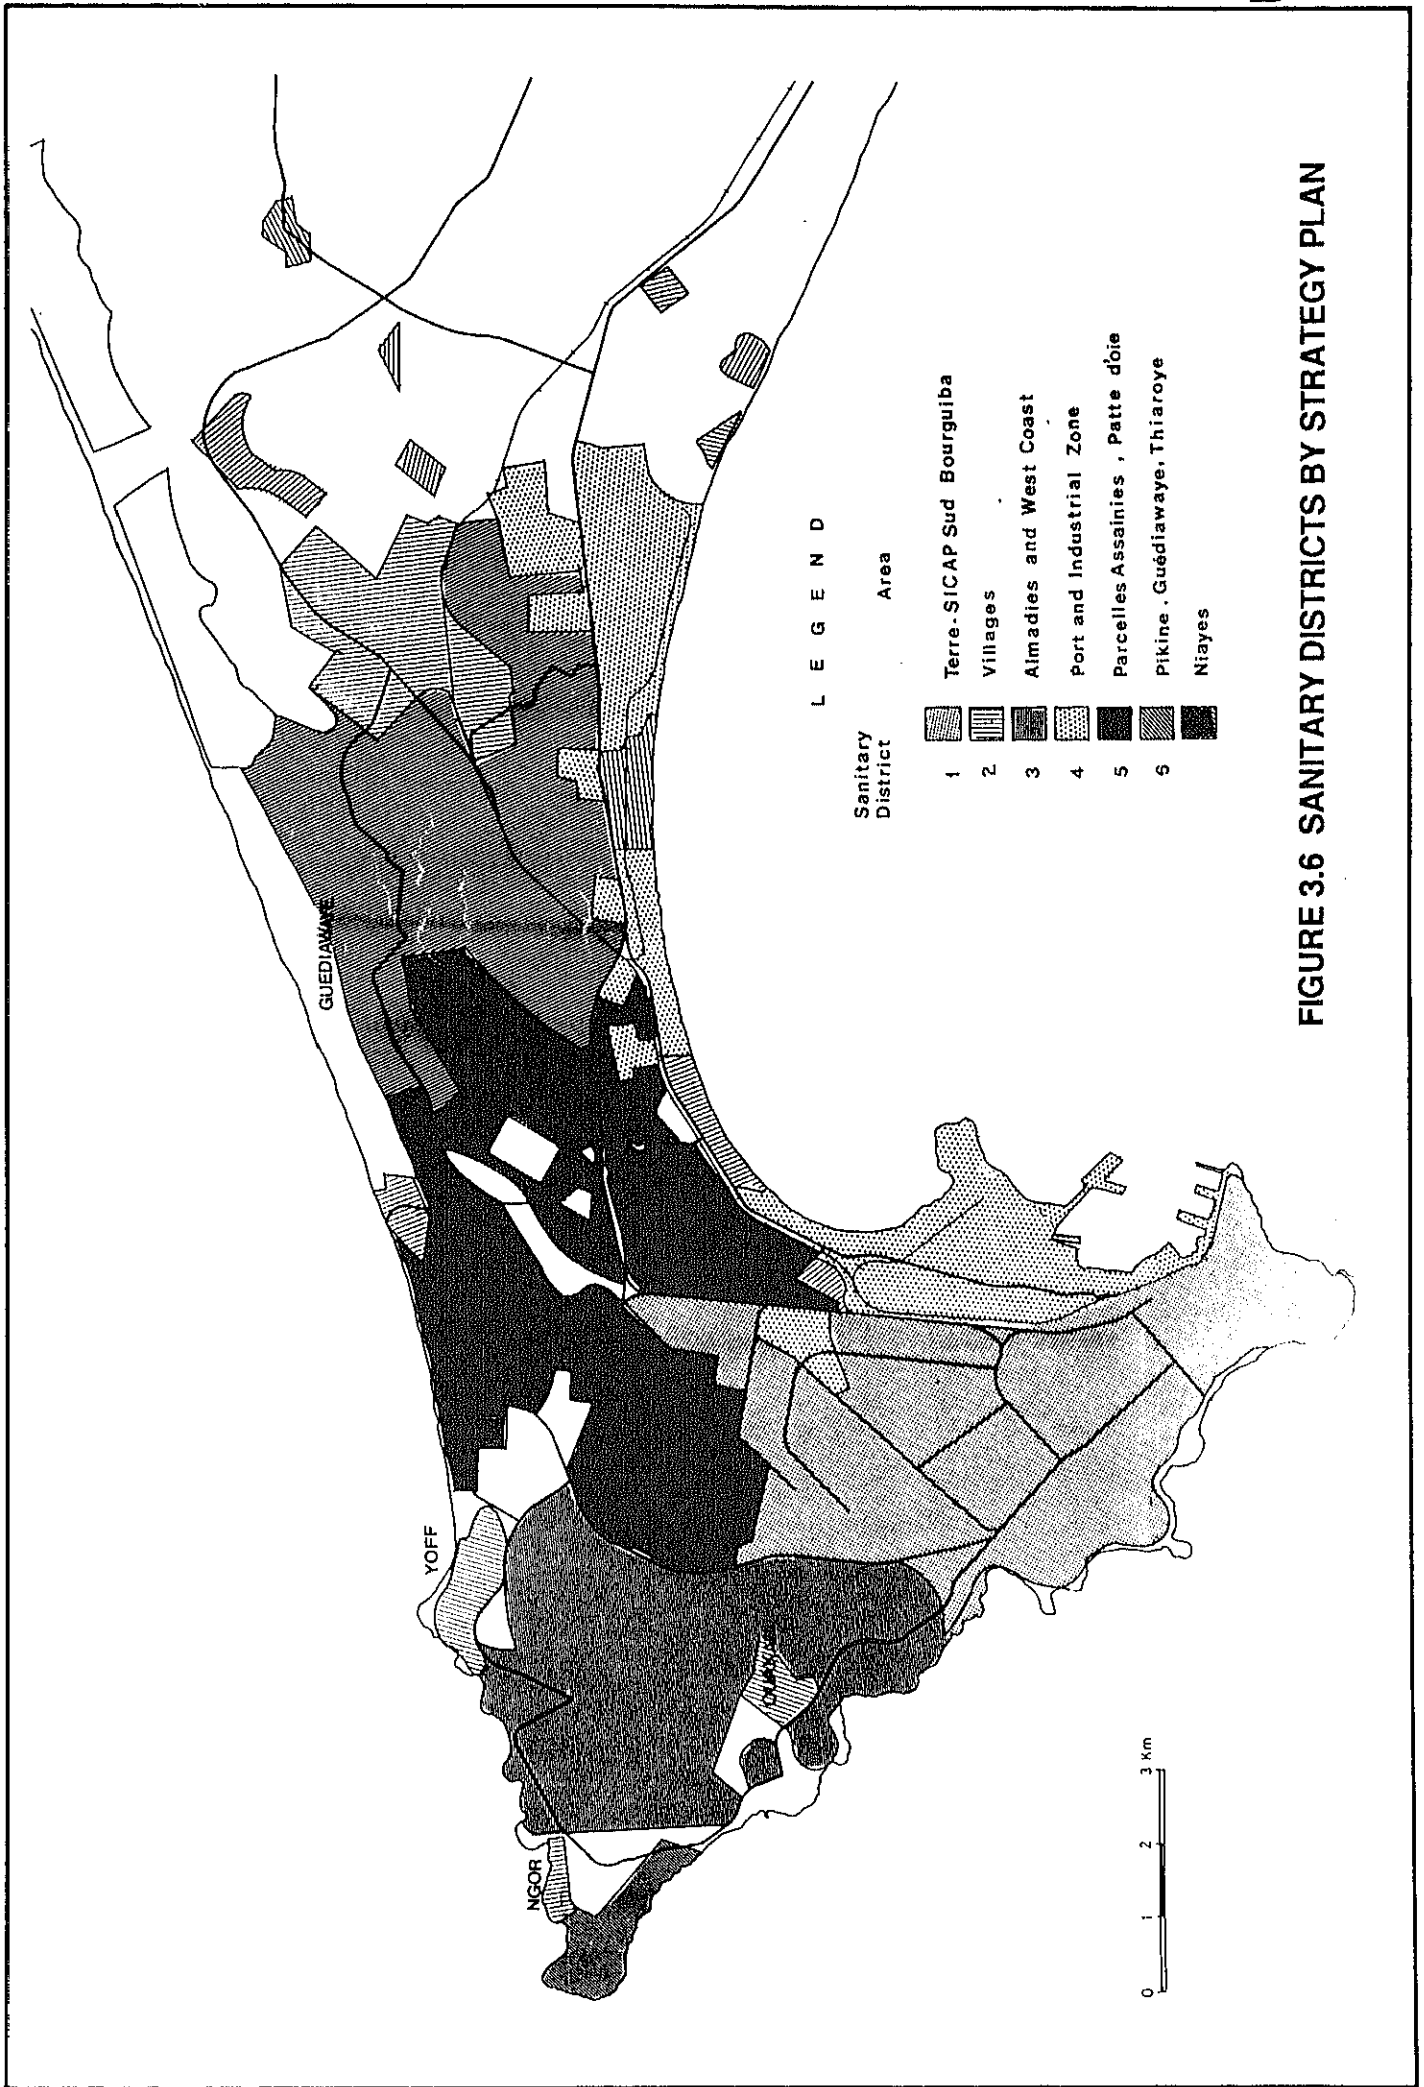 GUEDIAWAYE
YOFF
NGOR
L E G E N D
Sanitary
District
Area
1 Terre-SICAP Sud Bourguiba
2 Villages
3 Almadies and West Coast
4 Port and Industrial Zone
5 Parcelles Assainies, Patte d'oie
6 Pikine, Guédiawaye, Thiaroye
Niayes
0 1 2 3 Km
FIGURE 3.6 SANITARY DISTRICTS BY STRATEGY PLAN